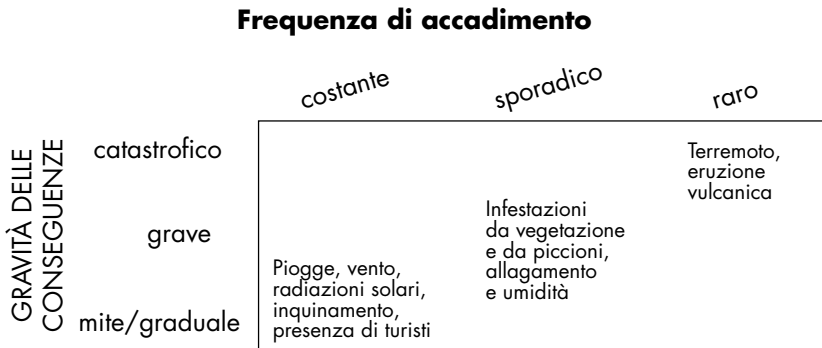 Frequenza di accadimento
costante
sporadico
raro
GRAVITÀ DELLE
CONSEGUENZE
catastrofico
Terremoto,
eruzione
vulcanica
grave
Infestazioni
da vegetazione
e da piccioni,
allagamento
e umidità
mite/graduale
Piogge, vento,
radiazioni solari,
inquinamento,
presenza di turisti